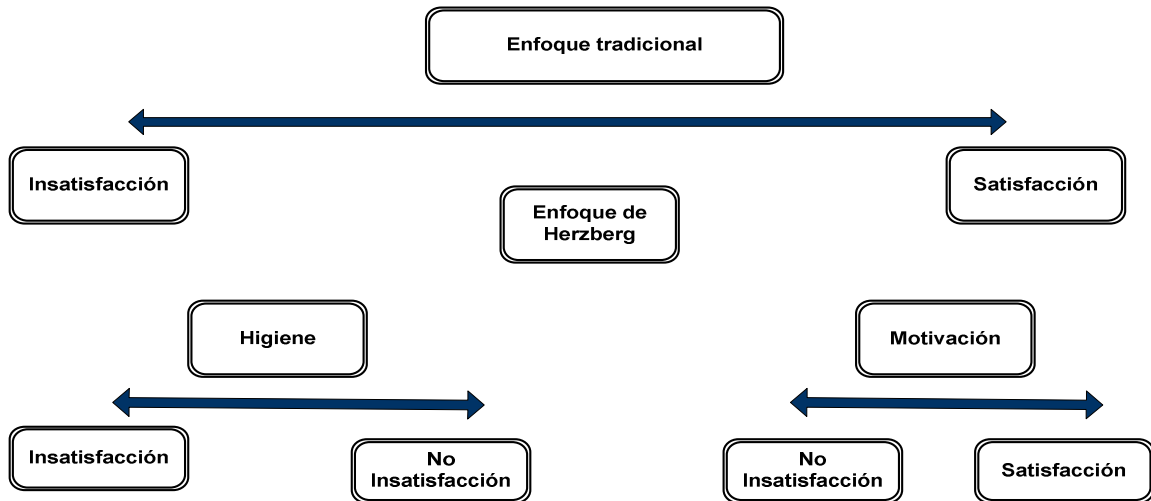 Enfoque tradicional
Insatisfacción
Satisfacción
Enfoque de
Herzberg
Higiene
Motivación
Insatisfacción
No
Insatisfacción
No
Insatisfacción
Satisfacción